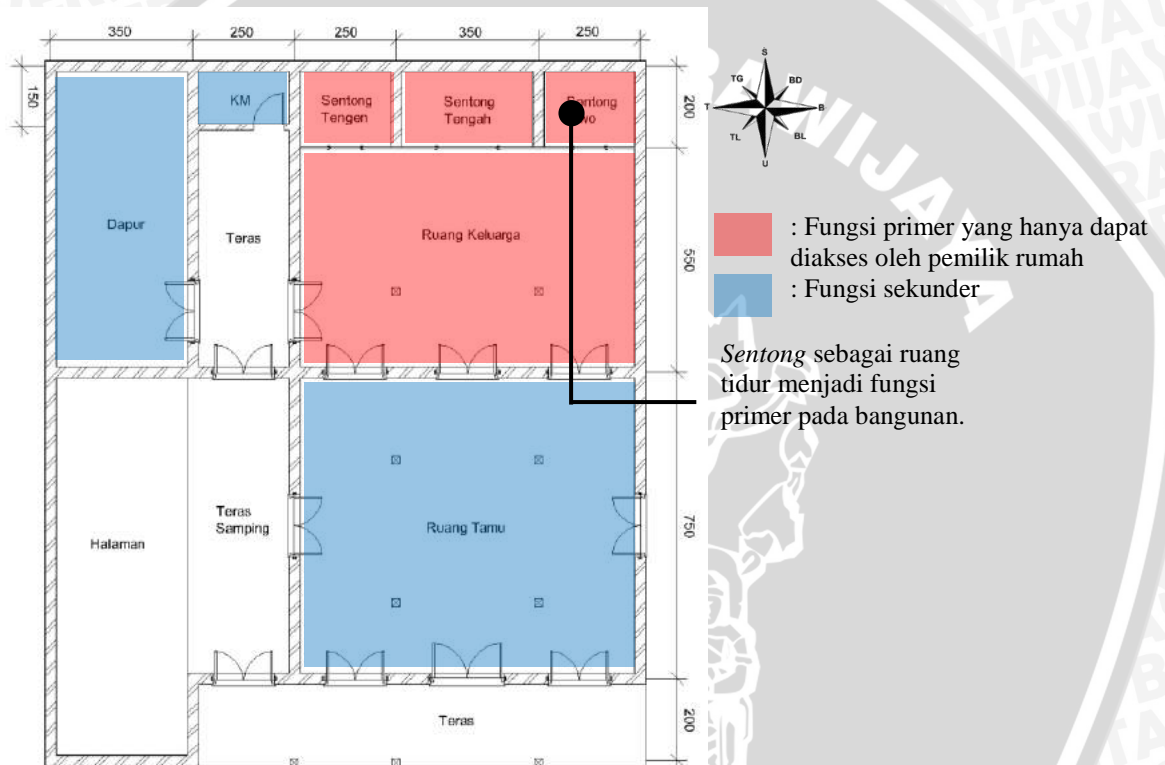 350 250 250 350 250
150
KM
Sentong
Tengen
Sentong
Tengah
Sentong
200
S
TG BD
T B
TL BL
U
WIJAYA
Dapur
Teras
Ruang Keluarga
550
: Fungsi primer yang hanya dapat
diakses oleh pemilik rumah
: Fungsi sekunder
Sentong sebagai ruang
tidur menjadi fungsi
primer pada bangunan.
Halaman
Teras
Samping
Ruang Tamu
750
Teras
200